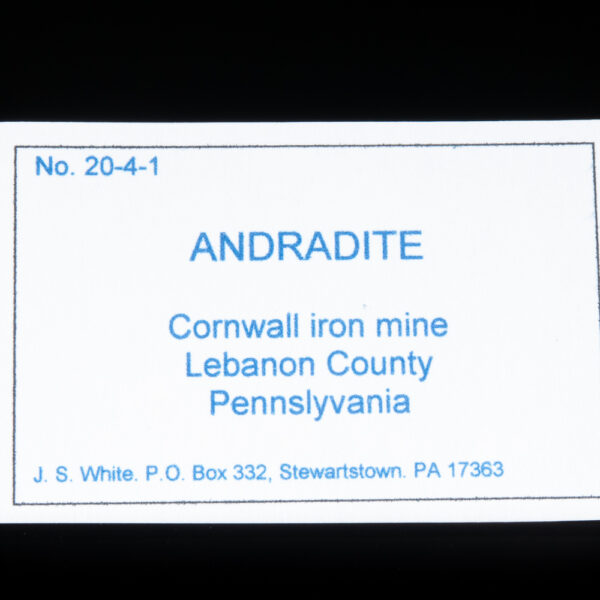 No. 20-4-1
ANDRADITE
Cornwall iron mine
Lebanon County
Pennslyvania
J. S. White. P.O. Box 332, Stewartstown. PA 17363